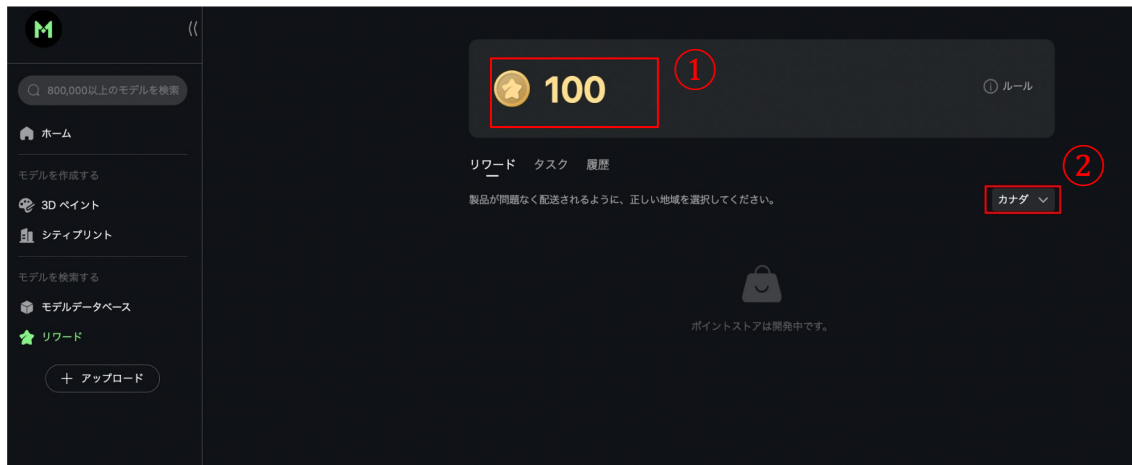 M
800,000以上のモデルを検索
ホーム
モデルを作成する
3D ペイント
シティプリント
モデルを検索する
モデルデータベース
リワード
+ アップロード
100
①
ルール
リワード タスク 履歴
②
製品が問題なく配送されるように、正しい地域を選択してください。
カナダ
ポイントストアは開発中です。